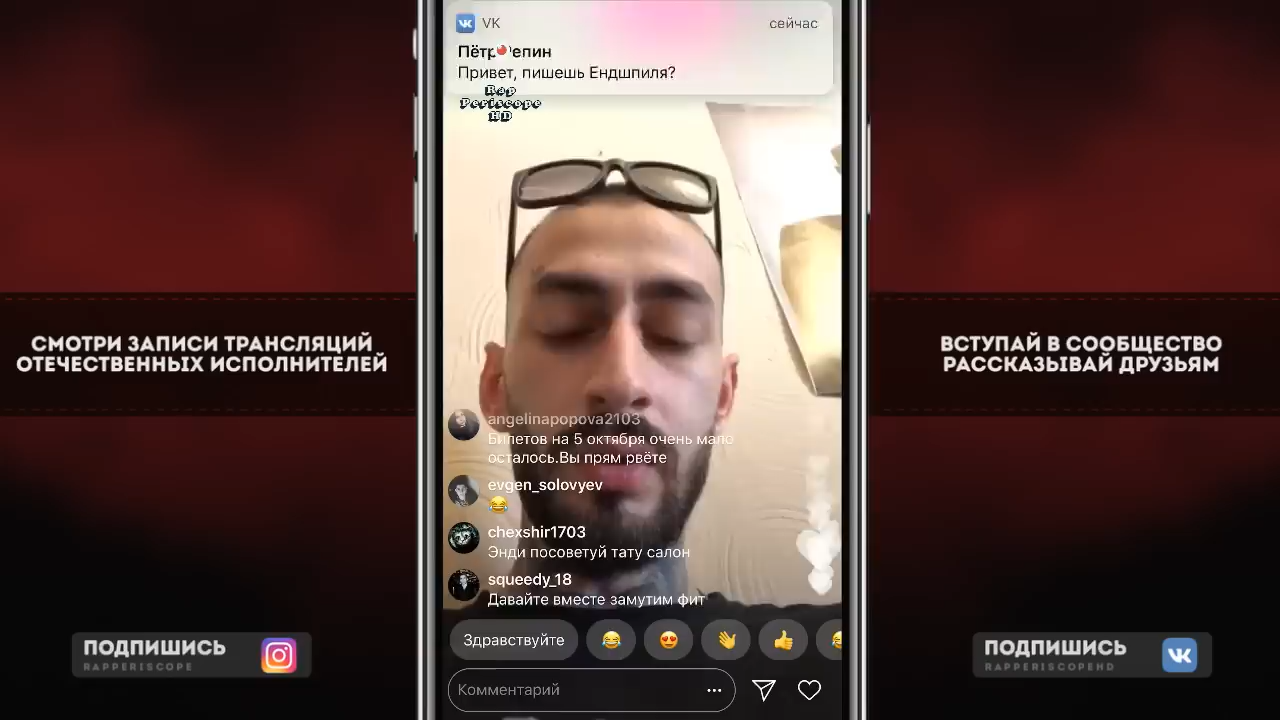 VK
сейчас
Привет, пишешь Ендшпиля?
Rap
Periscope
HD
СМОТРИ ЗАПИСИ ТРАНСЛЯЦИЙ
ОТЕЧЕСТВЕННЫХ ИСПОЛНИТЕЛЕЙ
ВСТУПАЙ В СООБЩЕСТВО
РАССКАЗЫВАЙ ДРУЗЬЯМ
angelinapopova2103
Билетов на 5 октября очень мало
осталось.Вы прям рвёте
evgen_solovyev
chexshir1703
Энди посоветуй тату салон
squeedy_18
Давайте вместе замутим фит
Здравствуйте
Комментарий
ПОДПИШИСЬ
RAPPERISCOPE
ПОДПИШИСЬ
RAPPERISCOPEHD